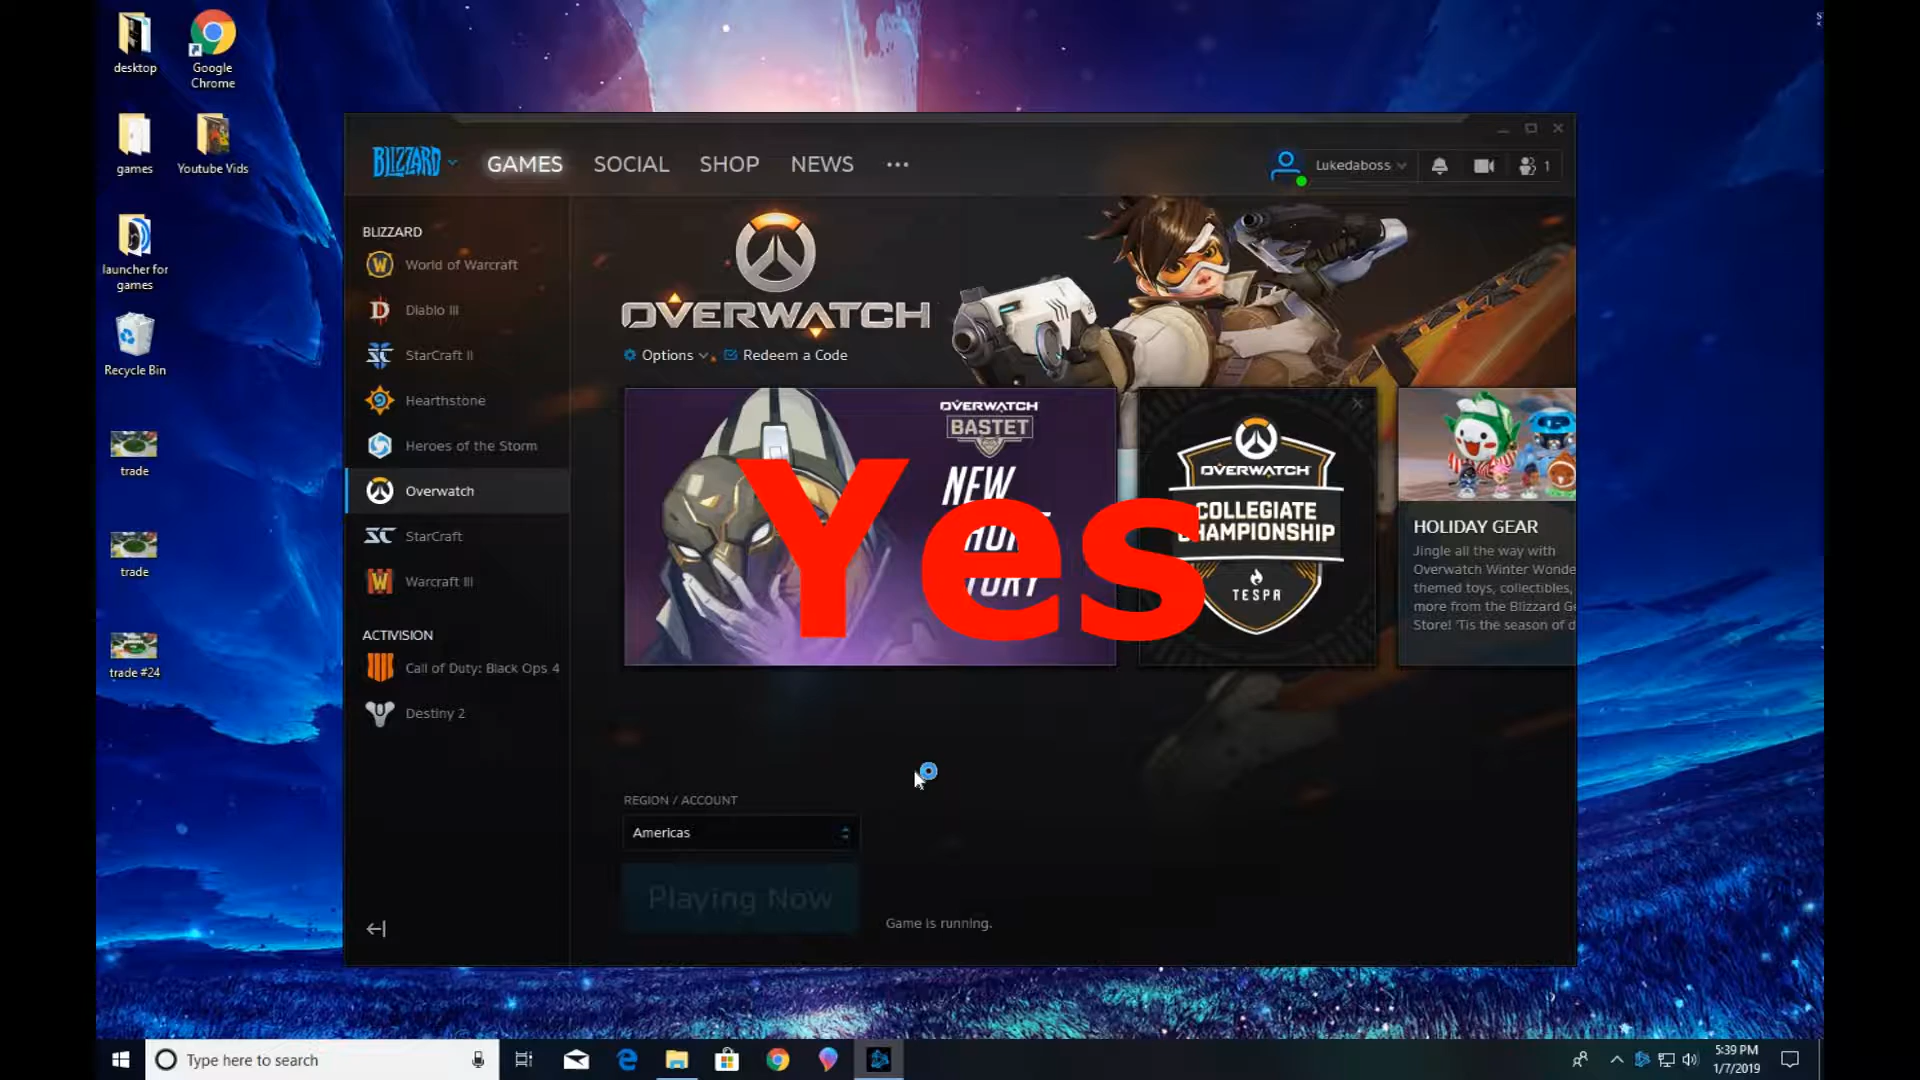 desktop
Google
Chrome
games
Youtube Vids
launcher for
games
Recycle Bin
trade
trade
trade #24
BLIZZARD
GAMES
SOCIAL
SHOP
NEWS
Lukedaboss
1
BLIZZARD
World of Warcraft
Diablo III
StarCraft II
Hearthstone
Heroes of the Storm
Overwatch
StarCraft
Warcraft III
ACTIVISION
Call of Duty: Black Ops 4
Destiny 2
OVERWATCH
Options
Redeem a Code
OVERWATCH
BASTET
NEW
Yes
OVERWATCH
COLLEGIATE
CHAMPIONSHIP
TESPA
HOLIDAY GEAR
Jingle all the way with
Overwatch Winter Wonde
themed toys, collectibles,
more from the Blizzard Ge
Store! 'Tis the season of d
REGION / ACCOUNT
Americas
Playing Now
Game is running.
Type here to search
5:39 PM
1/7/2019